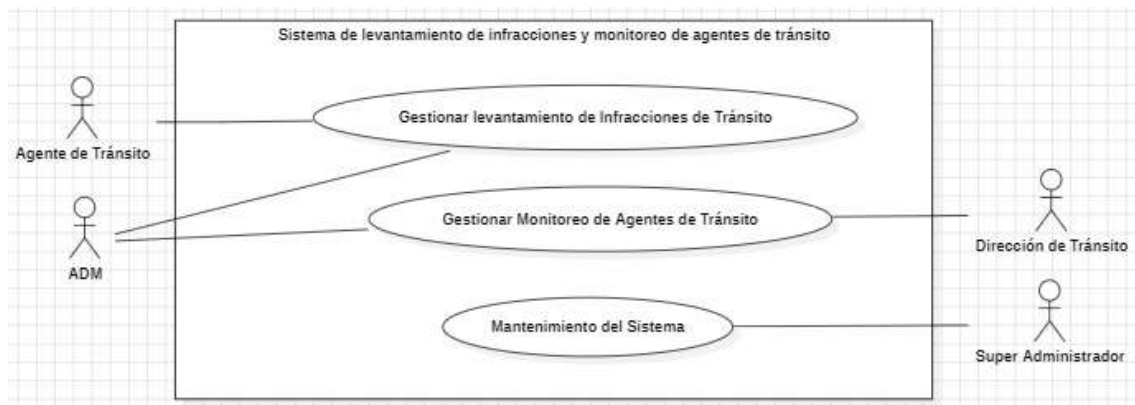 Sistema de levantamiento de infracciones y monitoreo de agentes de tránsito
Gestionar levantamiento de Infracciones de Tránsito
Agente de Tránsito
Gestionar Monitoreo de Agentes de Tránsito
Dirección de Tránsito
ADM
Mantenimiento del Sistema
Super Administrador